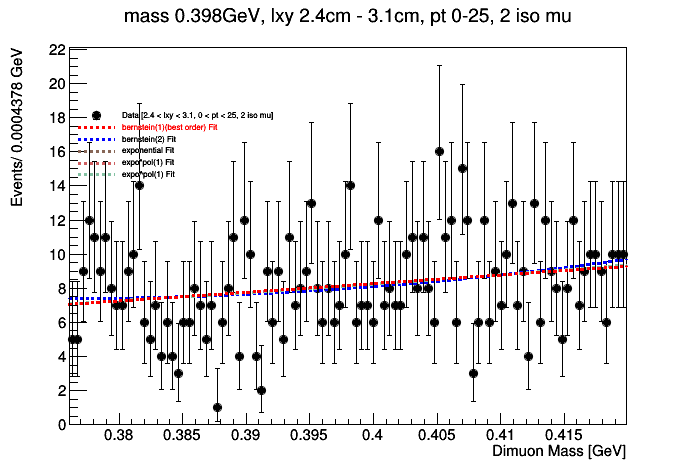 mass 0.398GeV, lxy 2.4cm - 3.1cm, pt 0-25, 2 iso mu
Events/ 0.0004378 GeV
22
20
18
16
14
12
10
8
6
4
2
0
Data [2.4 < lxy < 3.1, 0 < pt < 25, 2 iso mu]
bernstein(1)(best order) Fit
bernstein(2) Fit
exponential Fit
expo*pol(1) Fit
expo*pol(1) Fit
0.38 0.385 0.39 0.395 0.4 0.405 0.41 0.415
Dimuon Mass [GeV]